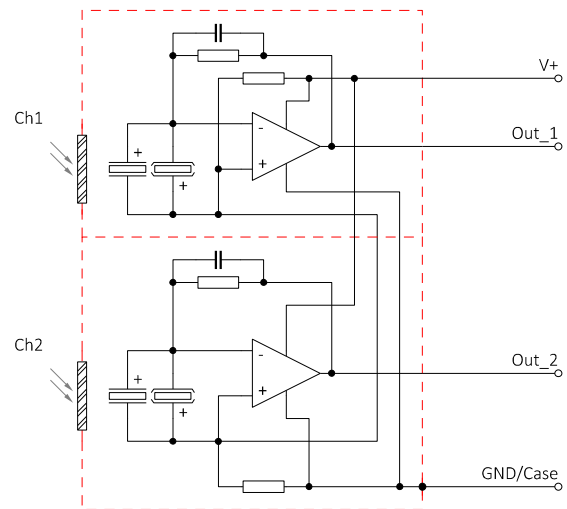 V+
Ch1
Out_1
-
+
+
+
Ch2
Out_2
-
+
+
+
GND/Case